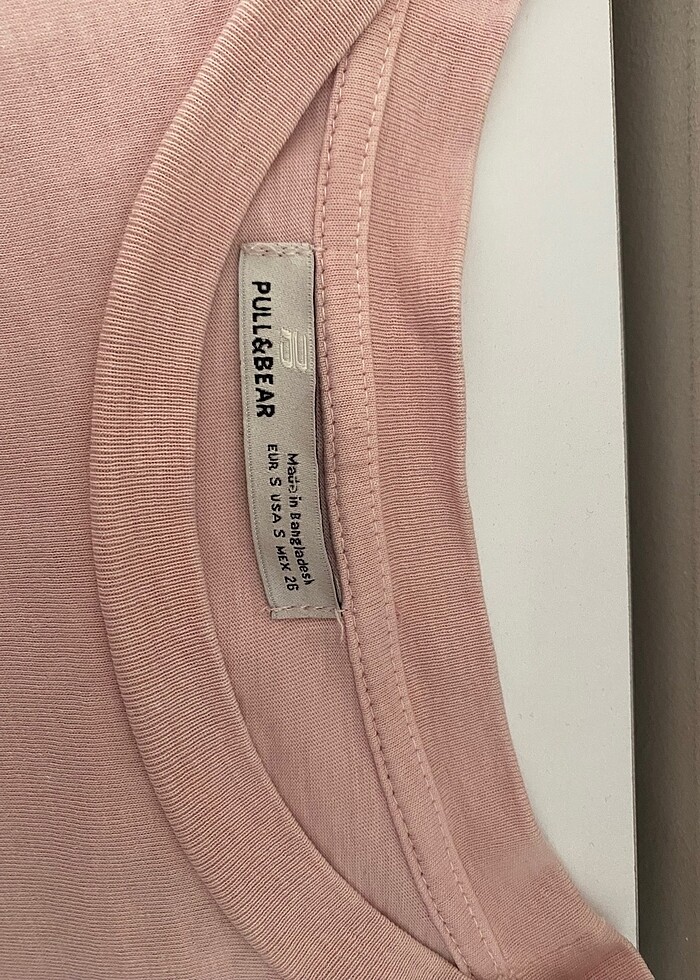 PULL&BEAR
Made in Bangladesh
EUR S USA S MEX 26